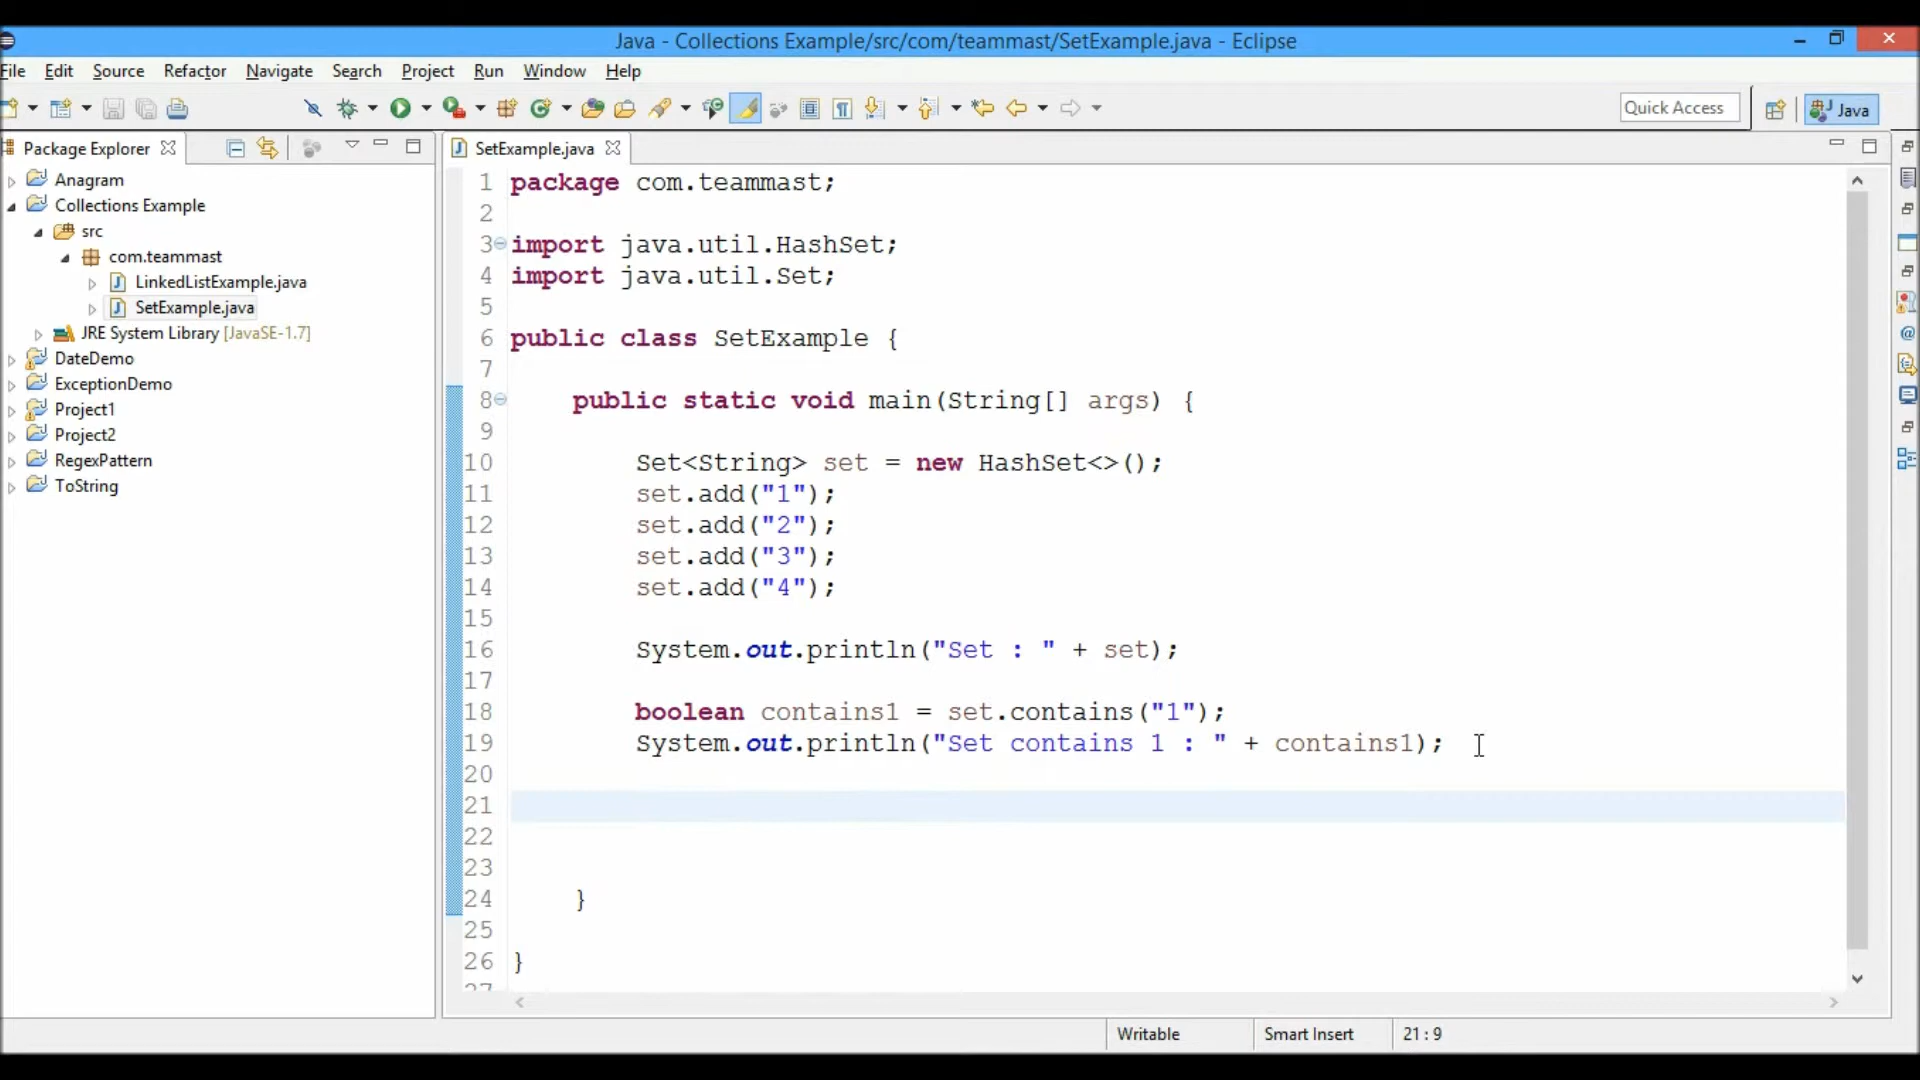 Java - Collections Example/src/com/teammast/SetExample.java - Eclipse
File Edit Source Refactor Navigate Search Project Run Window Help
Quick Access
Java
Package Explorer
SetExample.java
Anagram
Collections Example
src
com.teammast
LinkedListExample.java
SetExample.java
JRE System Library [JavaSE-1.7]
DateDemo
ExceptionDemo
Project1
Project2
RegexPattern
ToString
1 package com.teammast;
2
3 import java.util.HashSet;
4 import java.util.Set;
5
6 public class SetExample {
7
8 public static void main(String[] args) {
9
10 Set<String> set = new HashSet<>();
11 set.add("1");
12 set.add("2");
13 set.add("3");
14 set.add("4");
15
16 System.out.println("Set : " + set);
17
18 boolean contains1 = set.contains("1");
19 System.out.println("Set contains 1 : " + contains1);
20
21
22
23
24 }
25
26 }
27
Writable
Smart Insert
21 : 9